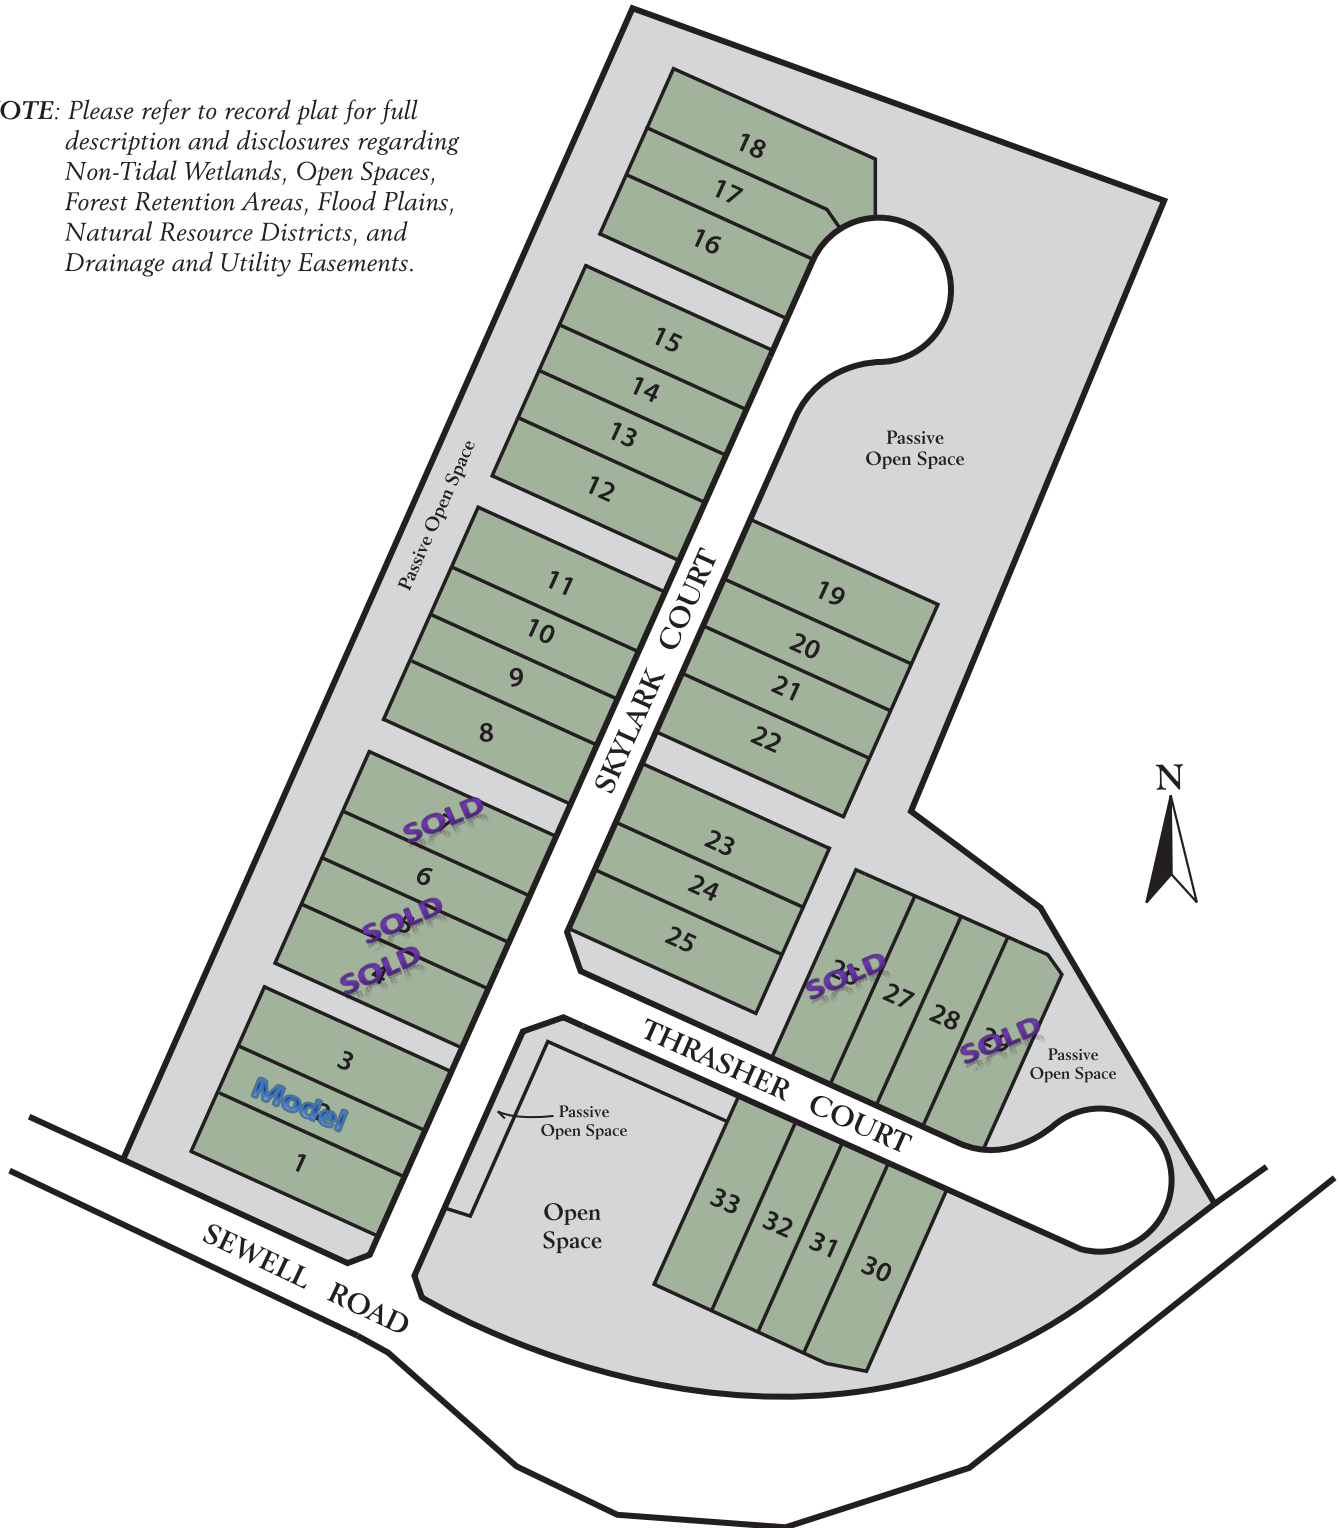 OTE: Please refer to record plat for full
description and disclosures regarding
Non-Tidal Wetlands, Open Spaces,
Forest Retention Areas, Flood Plains,
Natural Resource Districts, and
Drainage and Utility Easements.
18
17
16
15
14
13
12
Passive Open Space
Passive
Open Space
11
10
9
8
SKYLARK COURT
19
20
21
22
N
SOLD
6
SOLD
SOLD
23
24
25
SOLD
27
28
SOLD
3
Model
1
THRASHER COURT
Passive
Open Space
Passive
Open Space
Open
Space
33
32
31
30
SEWELL ROAD